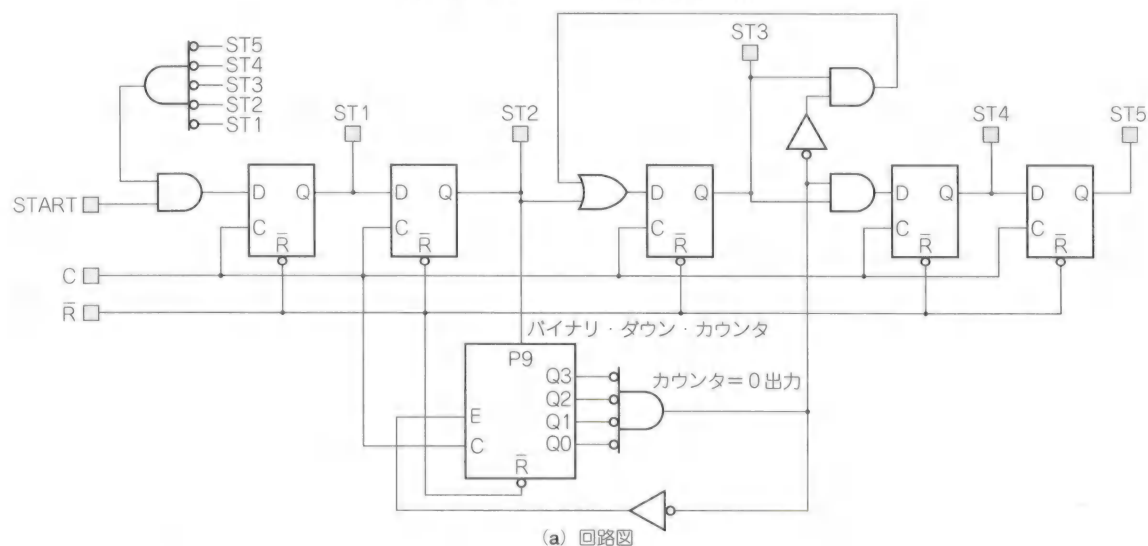 ST5
ST4
ST3
ST2
ST1
ST1
ST2
ST3
ST4
ST5
START
D Q
C
R̅
D Q
C
R̅
D Q
C
R̅
D Q
C
R̅
D Q
C
R̅
C
R̅
バイナリ・ダウン・カウンタ
P9
Q3
Q2
Q1
Q0
E
C
R̅
カウンタ=0出力
(a) 回路図